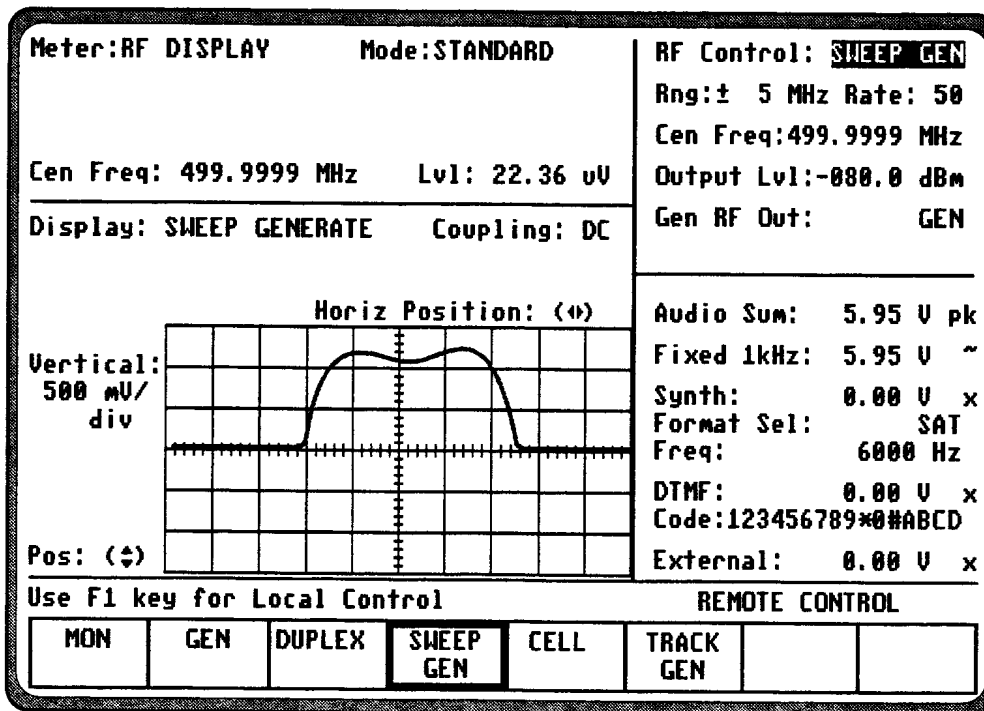 Meter:RF DISPLAY Mode:STANDARD
Cen Freq: 499.9999 MHz Lvl: 22.36 uV
Display: SWEEP GENERATE Coupling: DC
Horiz Position: (↔)
Vertical:
500 mV/
div
Pos: (↕)
RF Control: SWEEP GEN
Rng:± 5 MHz Rate: 50
Cen Freq:499.9999 MHz
Output Lvl:-080.0 dBm
Gen RF Out: GEN
Audio Sum: 5.95 V pk
Fixed 1kHz: 5.95 V ~
Synth: 0.00 V x
Format Sel: SAT
Freq: 6000 Hz
DTMF: 0.00 V x
Code:123456789*0#ABCD
External: 0.00 V x
Use F1 key for Local Control REMOTE CONTROL
MON GEN DUPLEX SWEEP GEN CELL TRACK GEN